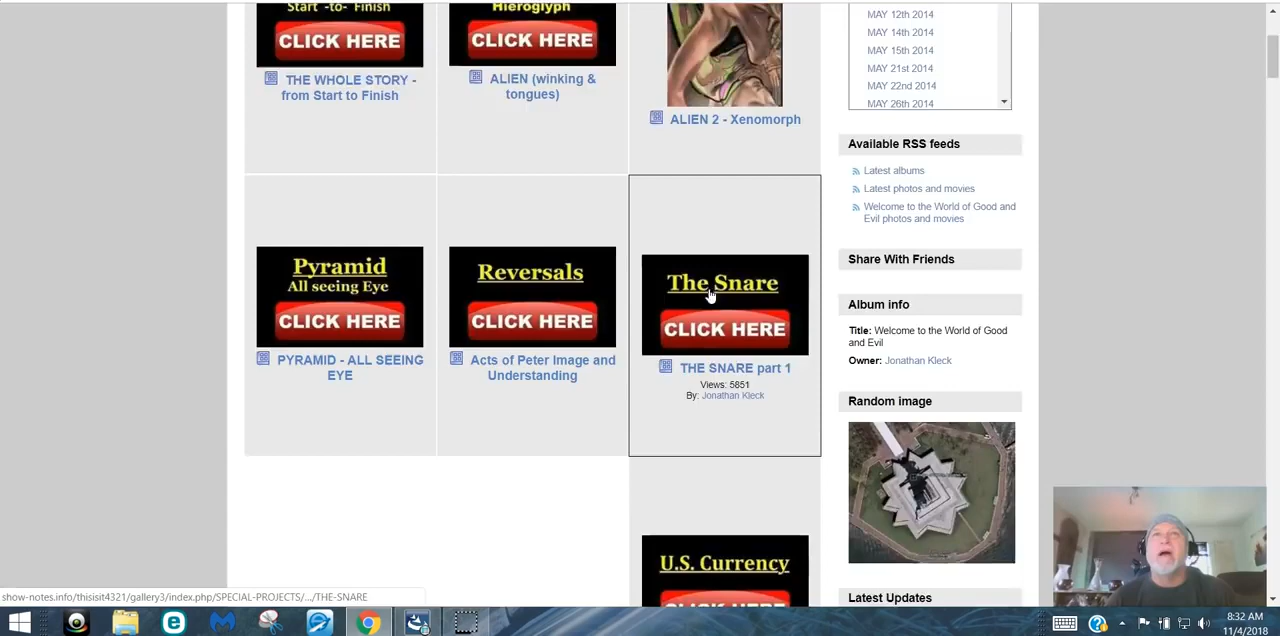 Start -to- Finish
CLICK HERE
THE WHOLE STORY -
from Start to Finish
Hieroglyph
CLICK HERE
ALIEN (winking &
tongues)
ALIEN 2 - Xenomorph
Pyramid
All seeing Eye
CLICK HERE
PYRAMID - ALL SEEING
EYE
Reversals
CLICK HERE
Acts of Peter Image and
Understanding
The Snare
CLICK HERE
THE SNARE part 1
Views: 5851
By: Jonathan Kleck
U.S. Currency
CLICK HERE
MAY 12th 2014
MAY 14th 2014
MAY 15th 2014
MAY 21st 2014
MAY 22nd 2014
MAY 26th 2014
Available RSS feeds
Latest albums
Latest photos and movies
Welcome to the World of Good and
Evil photos and movies
Share With Friends
Album info
Title: Welcome to the World of Good
and Evil
Owner: Jonathan Kleck
Random image
Latest Updates
show-notes.info/thisisit4321/gallery3/index.php/SPECIAL-PROJECTS/.../THE-SNARE
8:32 AM
11/4/2018